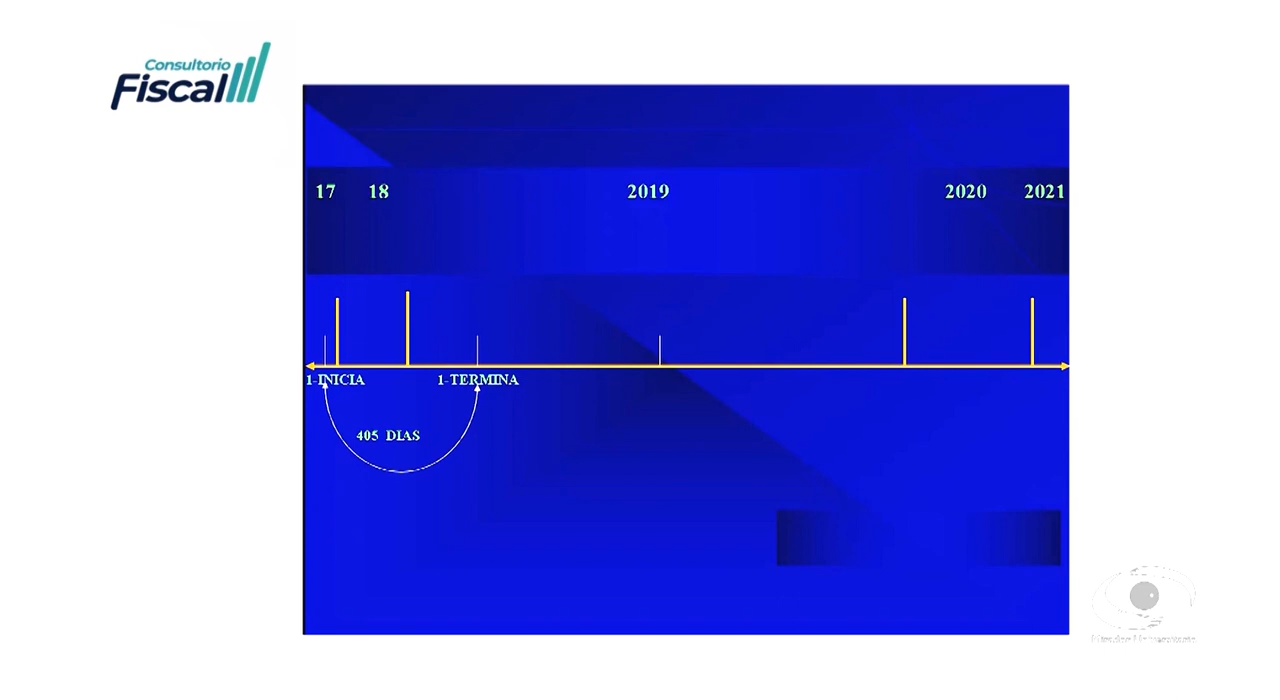 Consultorio
Fiscal
17 18 2019 2020 2021
1-INICIA 1-TERMINA
405 DIAS